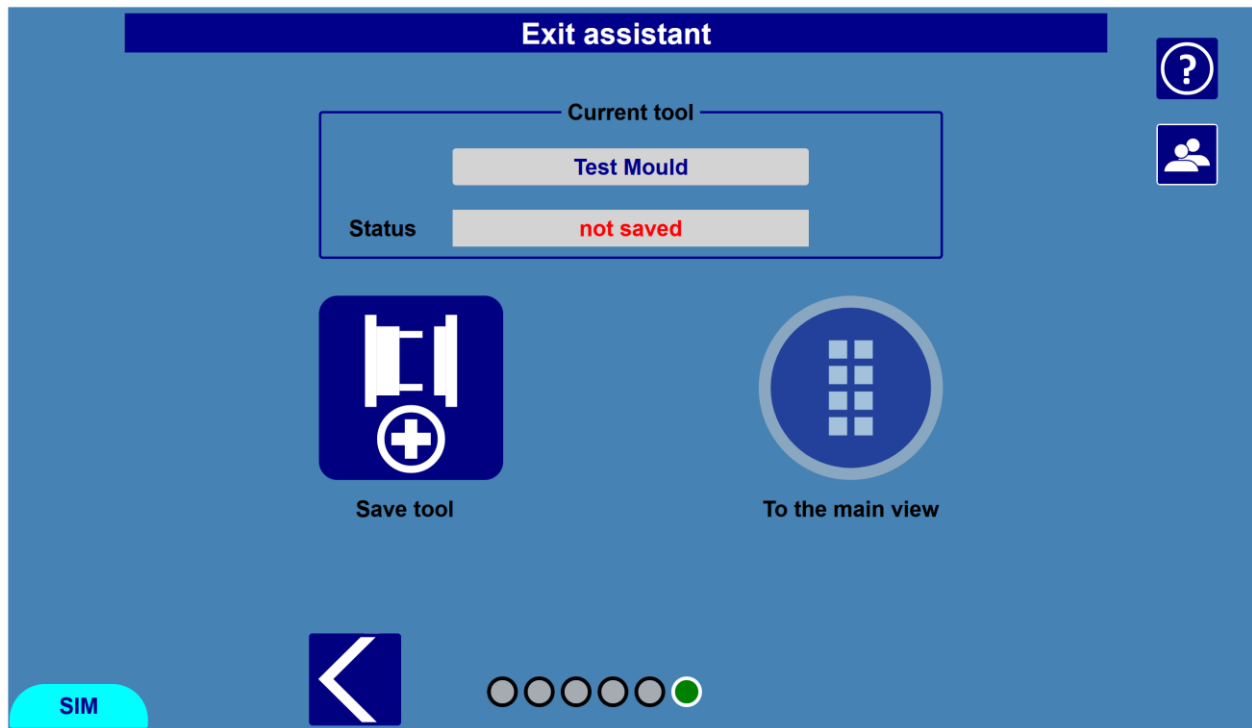 Exit assistant
?
Current tool
Test Mould
Status not saved
Save tool To the main view
SIM